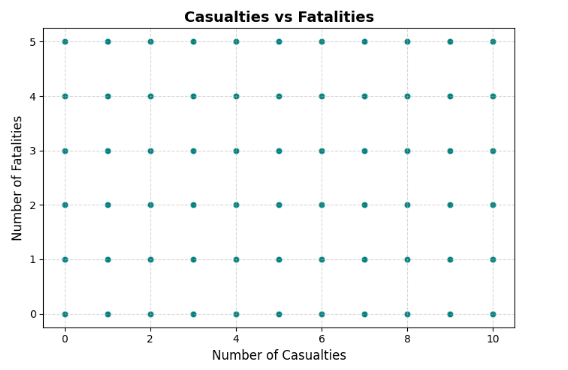 Casualties vs Fatalities
5
4
3
2
1
0
Number of Fatalities
0 2 4 6 8 10
Number of Casualties